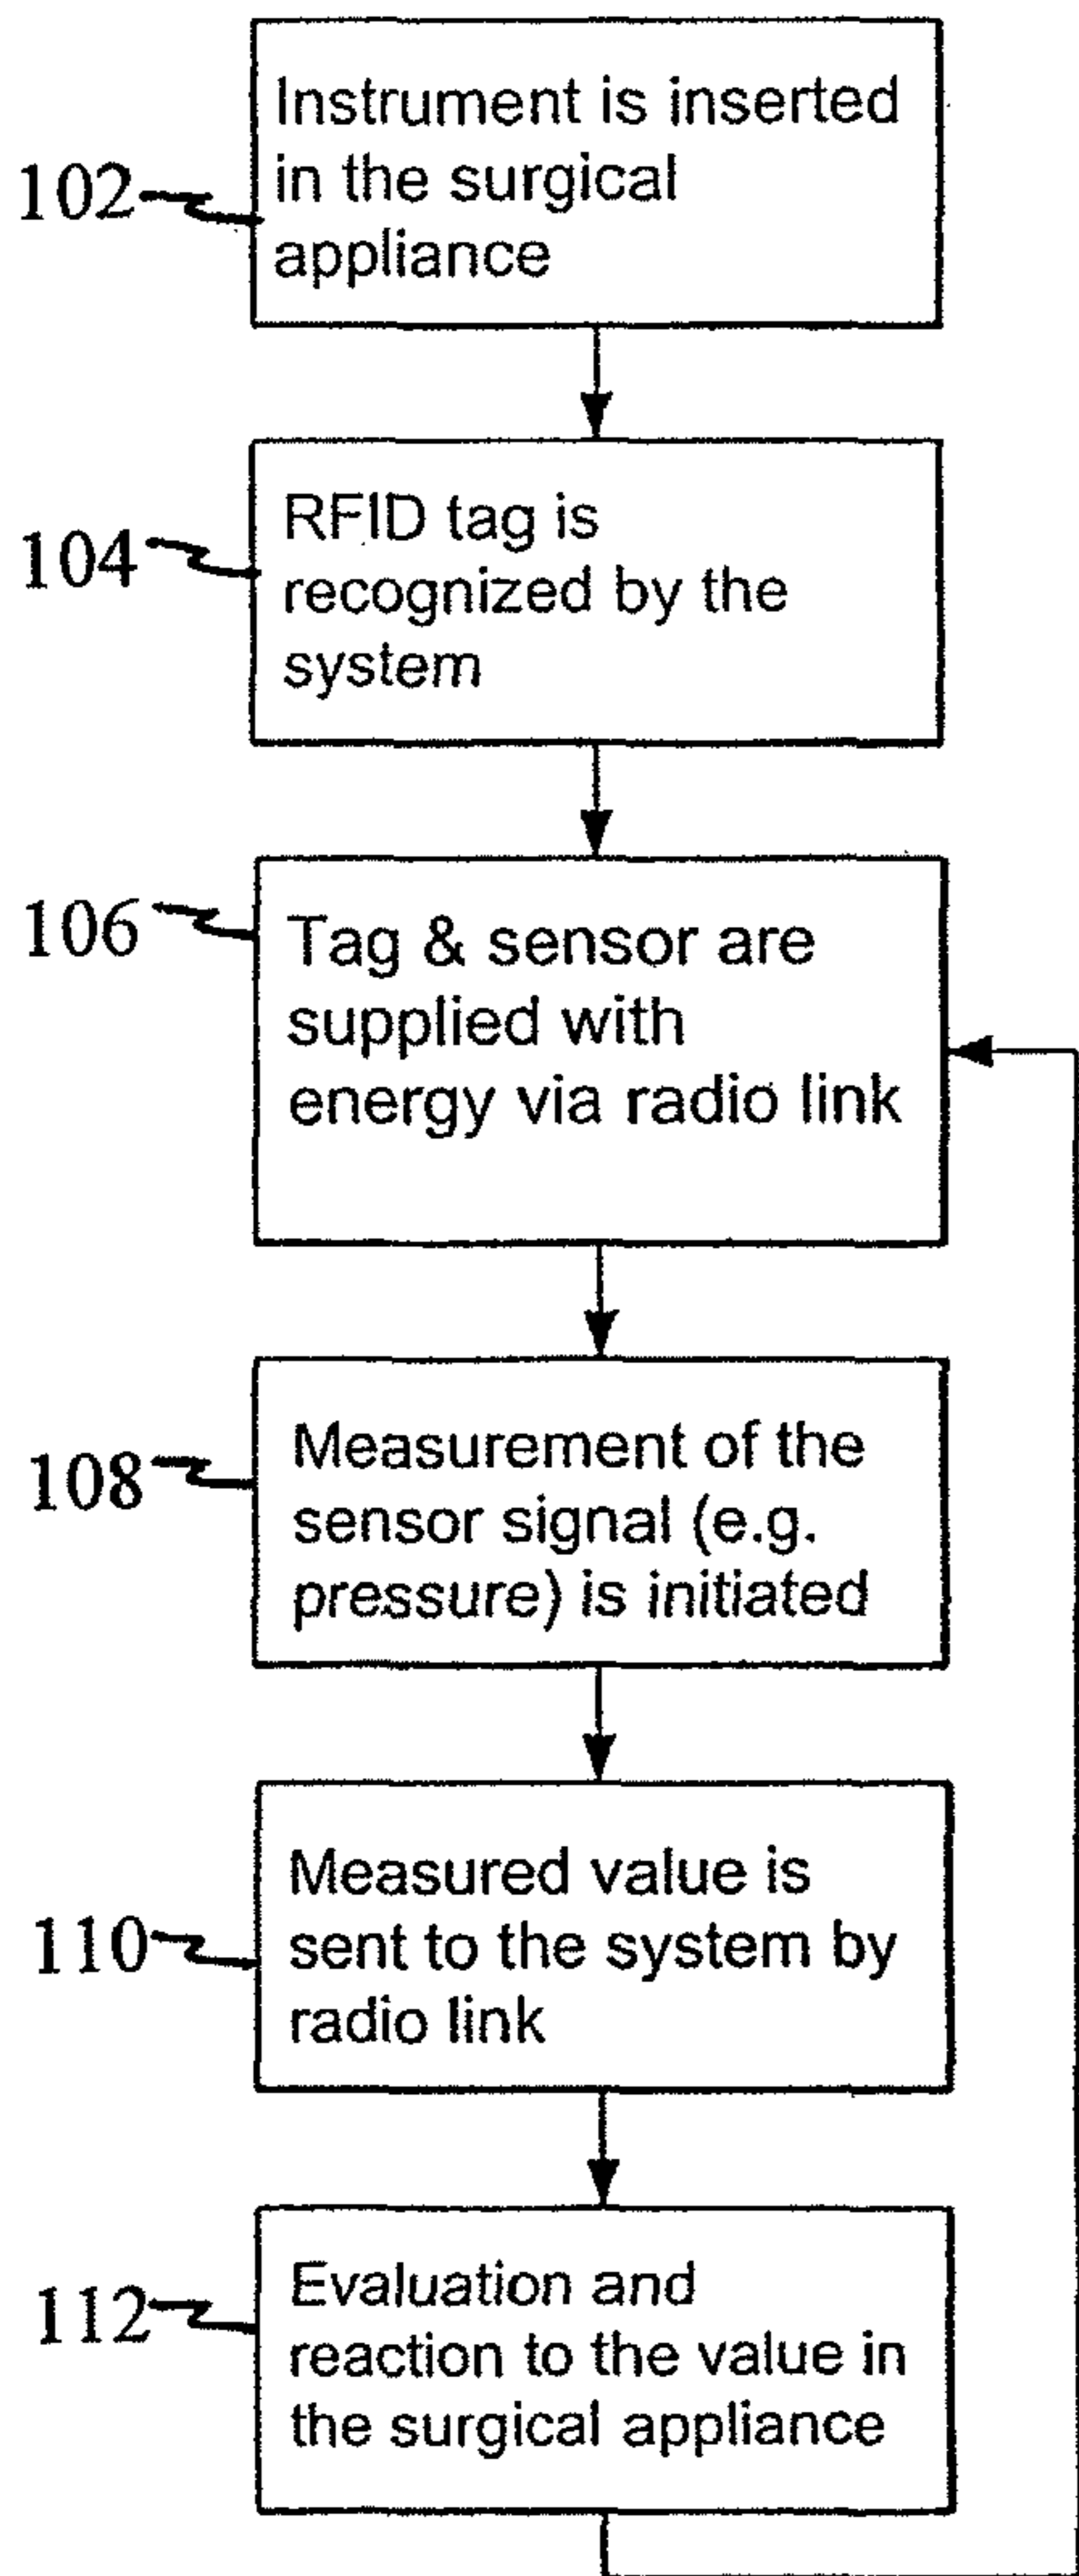 Instrument is inserted
in the surgical
appliance
102
RFID tag is
recognized by the
system
104
Tag & sensor are
supplied with
energy via radio link
106
Measurement of the
sensor signal (e.g.
pressure) is initiated
108
Measured value is
sent to the system by
radio link
110
Evaluation and
reaction to the value in
the surgical appliance
112